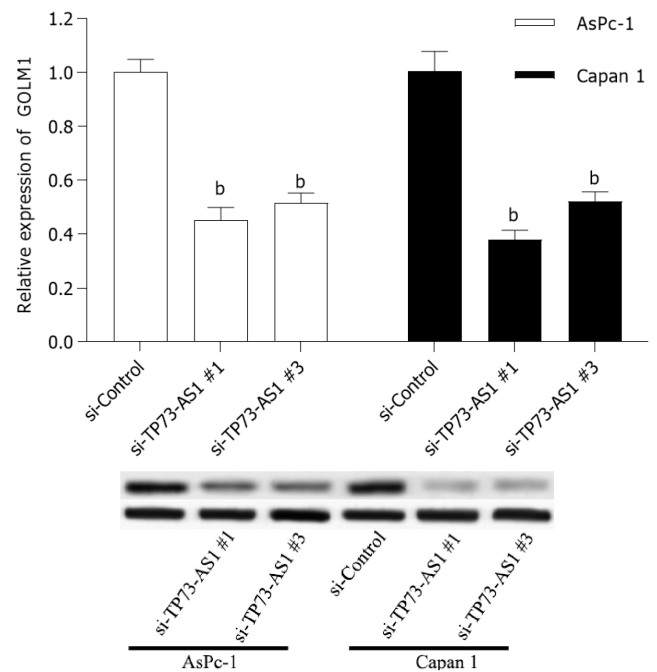 Relative expression of GOLM1
1.2
1.0
0.8
0.6
0.4
0.2
0.0
AsPc-1
Capan 1
b
b
b
b
si-Control
si-TP73-AS1 #1
si-TP73-AS1 #3
si-Control
si-TP73-AS1 #1
si-TP73-AS1 #3
si-TP73-AS1 #1
si-TP73-AS1 #3
si-Control
si-TP73-AS1 #1
si-TP73-AS1 #3
AsPc-1
Capan 1